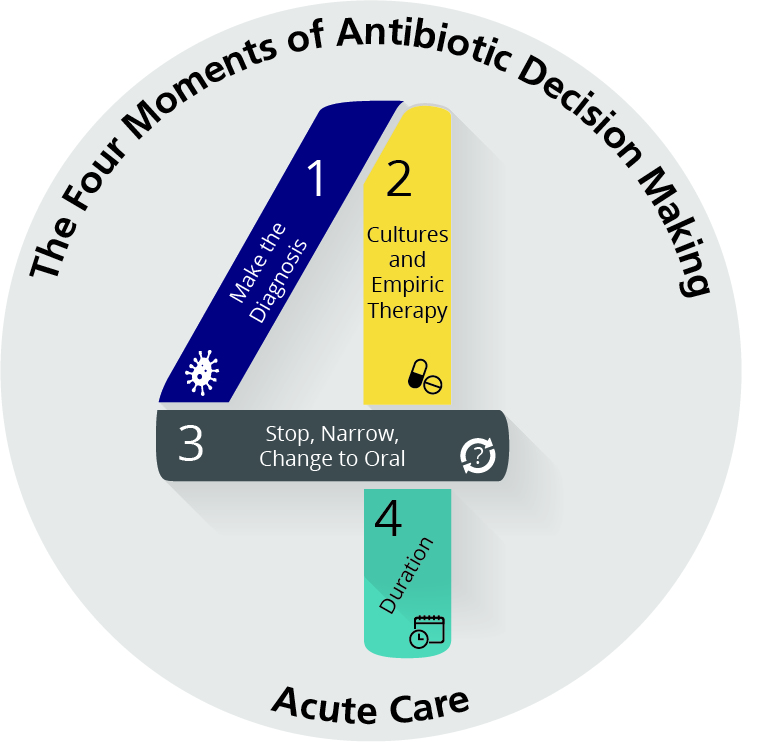 The Four Moments of Antibiotic Decision Making
1
Make the
Diagnosis
2
Cultures
and
Empiric
Therapy
3
Stop, Narrow,
Change to Oral
?
4
Duration
Acute Care